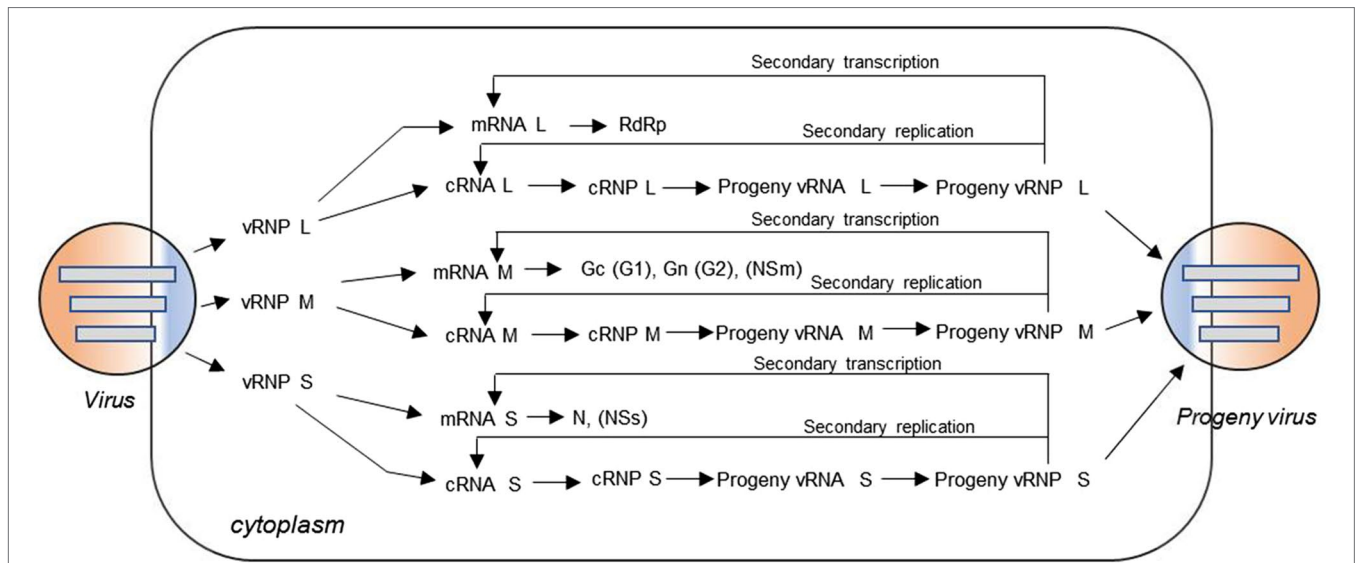 Secondary transcription
mRNA L RdRp
Secondary replication
cRNA L cRNP L Progeny vRNA L Progeny vRNP L
vRNP L
Secondary transcription
mRNA M Gc (G1), Gn (G2), (NSm)
Secondary replication
vRNP M
cRNA M cRNP M Progeny vRNA M Progeny vRNP M
Secondary transcription
vRNP S
Virus
mRNA S N, (NSs)
Progeny virus
Secondary replication
cRNA S cRNP S Progeny vRNA S Progeny vRNP S
cytoplasm